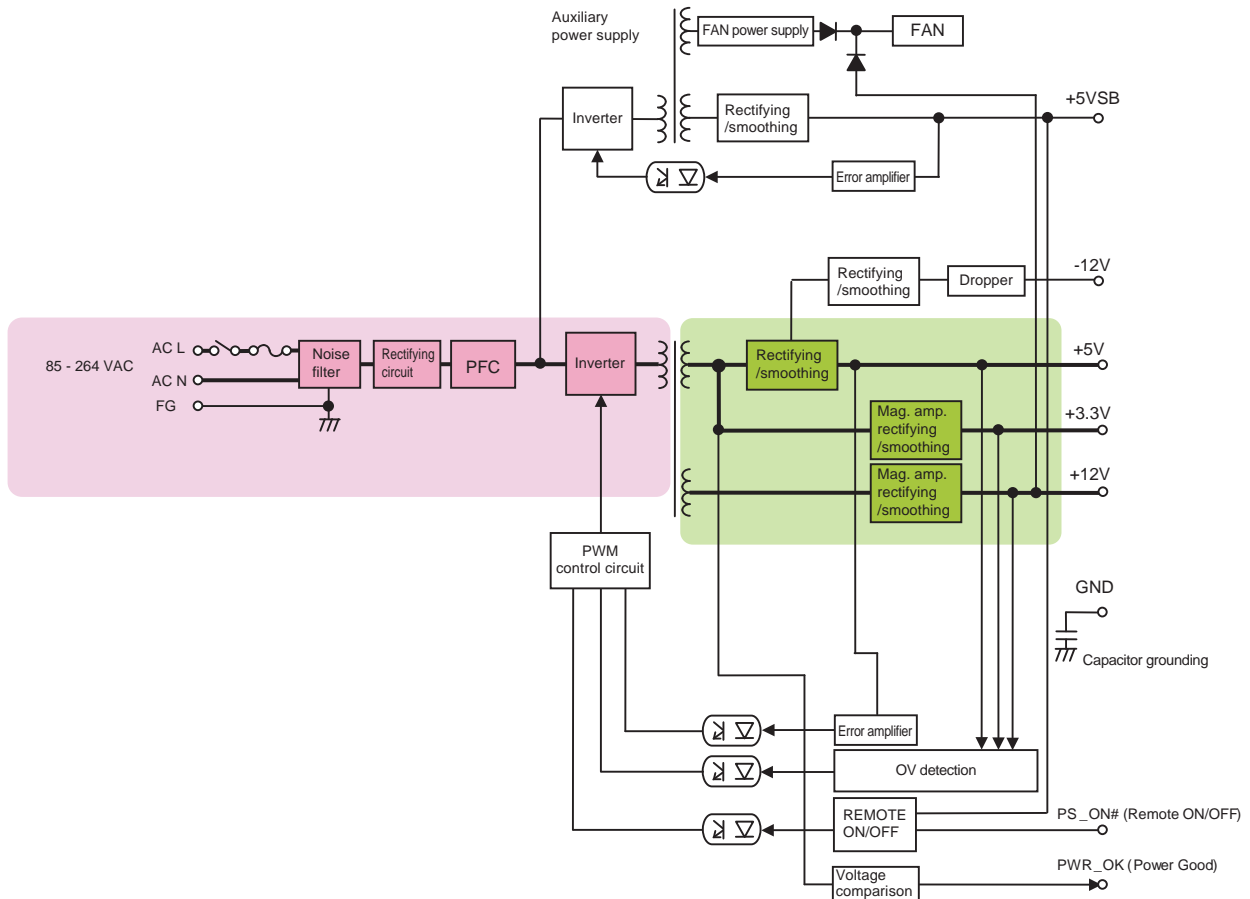 Auxiliary
power supply
FAN power supply
FAN
+5VSB
Inverter
Rectifying
/smoothing
Error amplifier
-12V
Rectifying
/smoothing
Dropper
85 - 264 VAC
AC L
AC N
FG
Noise
filter
Rectifying
circuit
PFC
Inverter
Rectifying
/smoothing
+5V
Mag. amp.
rectifying
/smoothing
+3.3V
Mag. amp.
rectifying
/smoothing
+12V
PWM
control circuit
GND
Capacitor grounding
Error amplifier
OV detection
REMOTE
ON/OFF
PS_ON# (Remote ON/OFF)
Voltage
comparison
PWR_OK (Power Good)